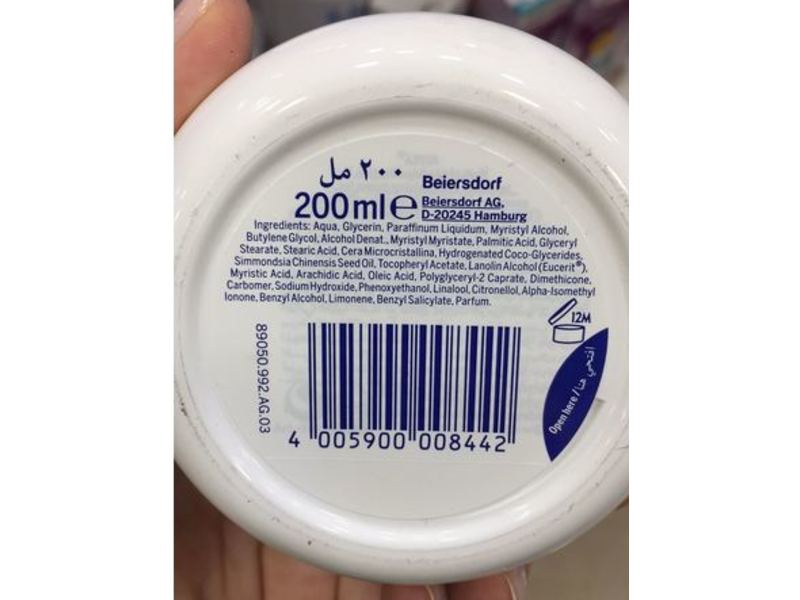 ٢٠٠ مل
Beiersdorf
200ml℮
Beiersdorf AG,
D-20245 Hamburg
Ingredients: Aqua, Glycerin, Paraffinum Liquidum, Myristyl Alcohol,
Butylene Glycol, Alcohol Denat., Myristyl Myristate, Palmitic Acid, Glyceryl
Stearate, Stearic Acid, Cera Microcristallina, Hydrogenated Coco-Glycerides,
Simmondsia Chinensis Seed Oil, Tocopheryl Acetate, Lanolin Alcohol (Eucerit®),
Myristic Acid, Arachidic Acid, Oleic Acid, Polyglyceryl-2 Caprate, Dimethicone,
Carbomer, Sodium Hydroxide, Phenoxyethanol, Linalool, Citronellol, Alpha-Isomethyl
Ionone, Benzyl Alcohol, Limonene, Benzyl Salicylate, Parfum.
12M
Open here / افتحي هنا
89050.992.AG.03
4 005900 008442